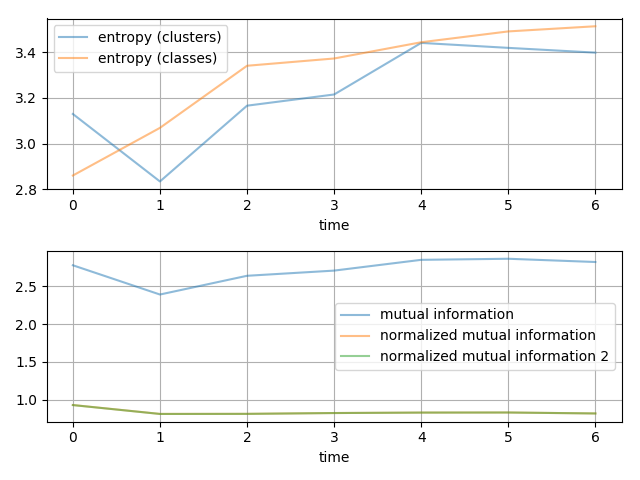 entropy (clusters)
entropy (classes)
3.4
3.2
3.0
2.8
0 1 2 3 4 5 6
time
2.5
2.0
1.5
1.0
mutual information
normalized mutual information
normalized mutual information 2
0 1 2 3 4 5 6
time